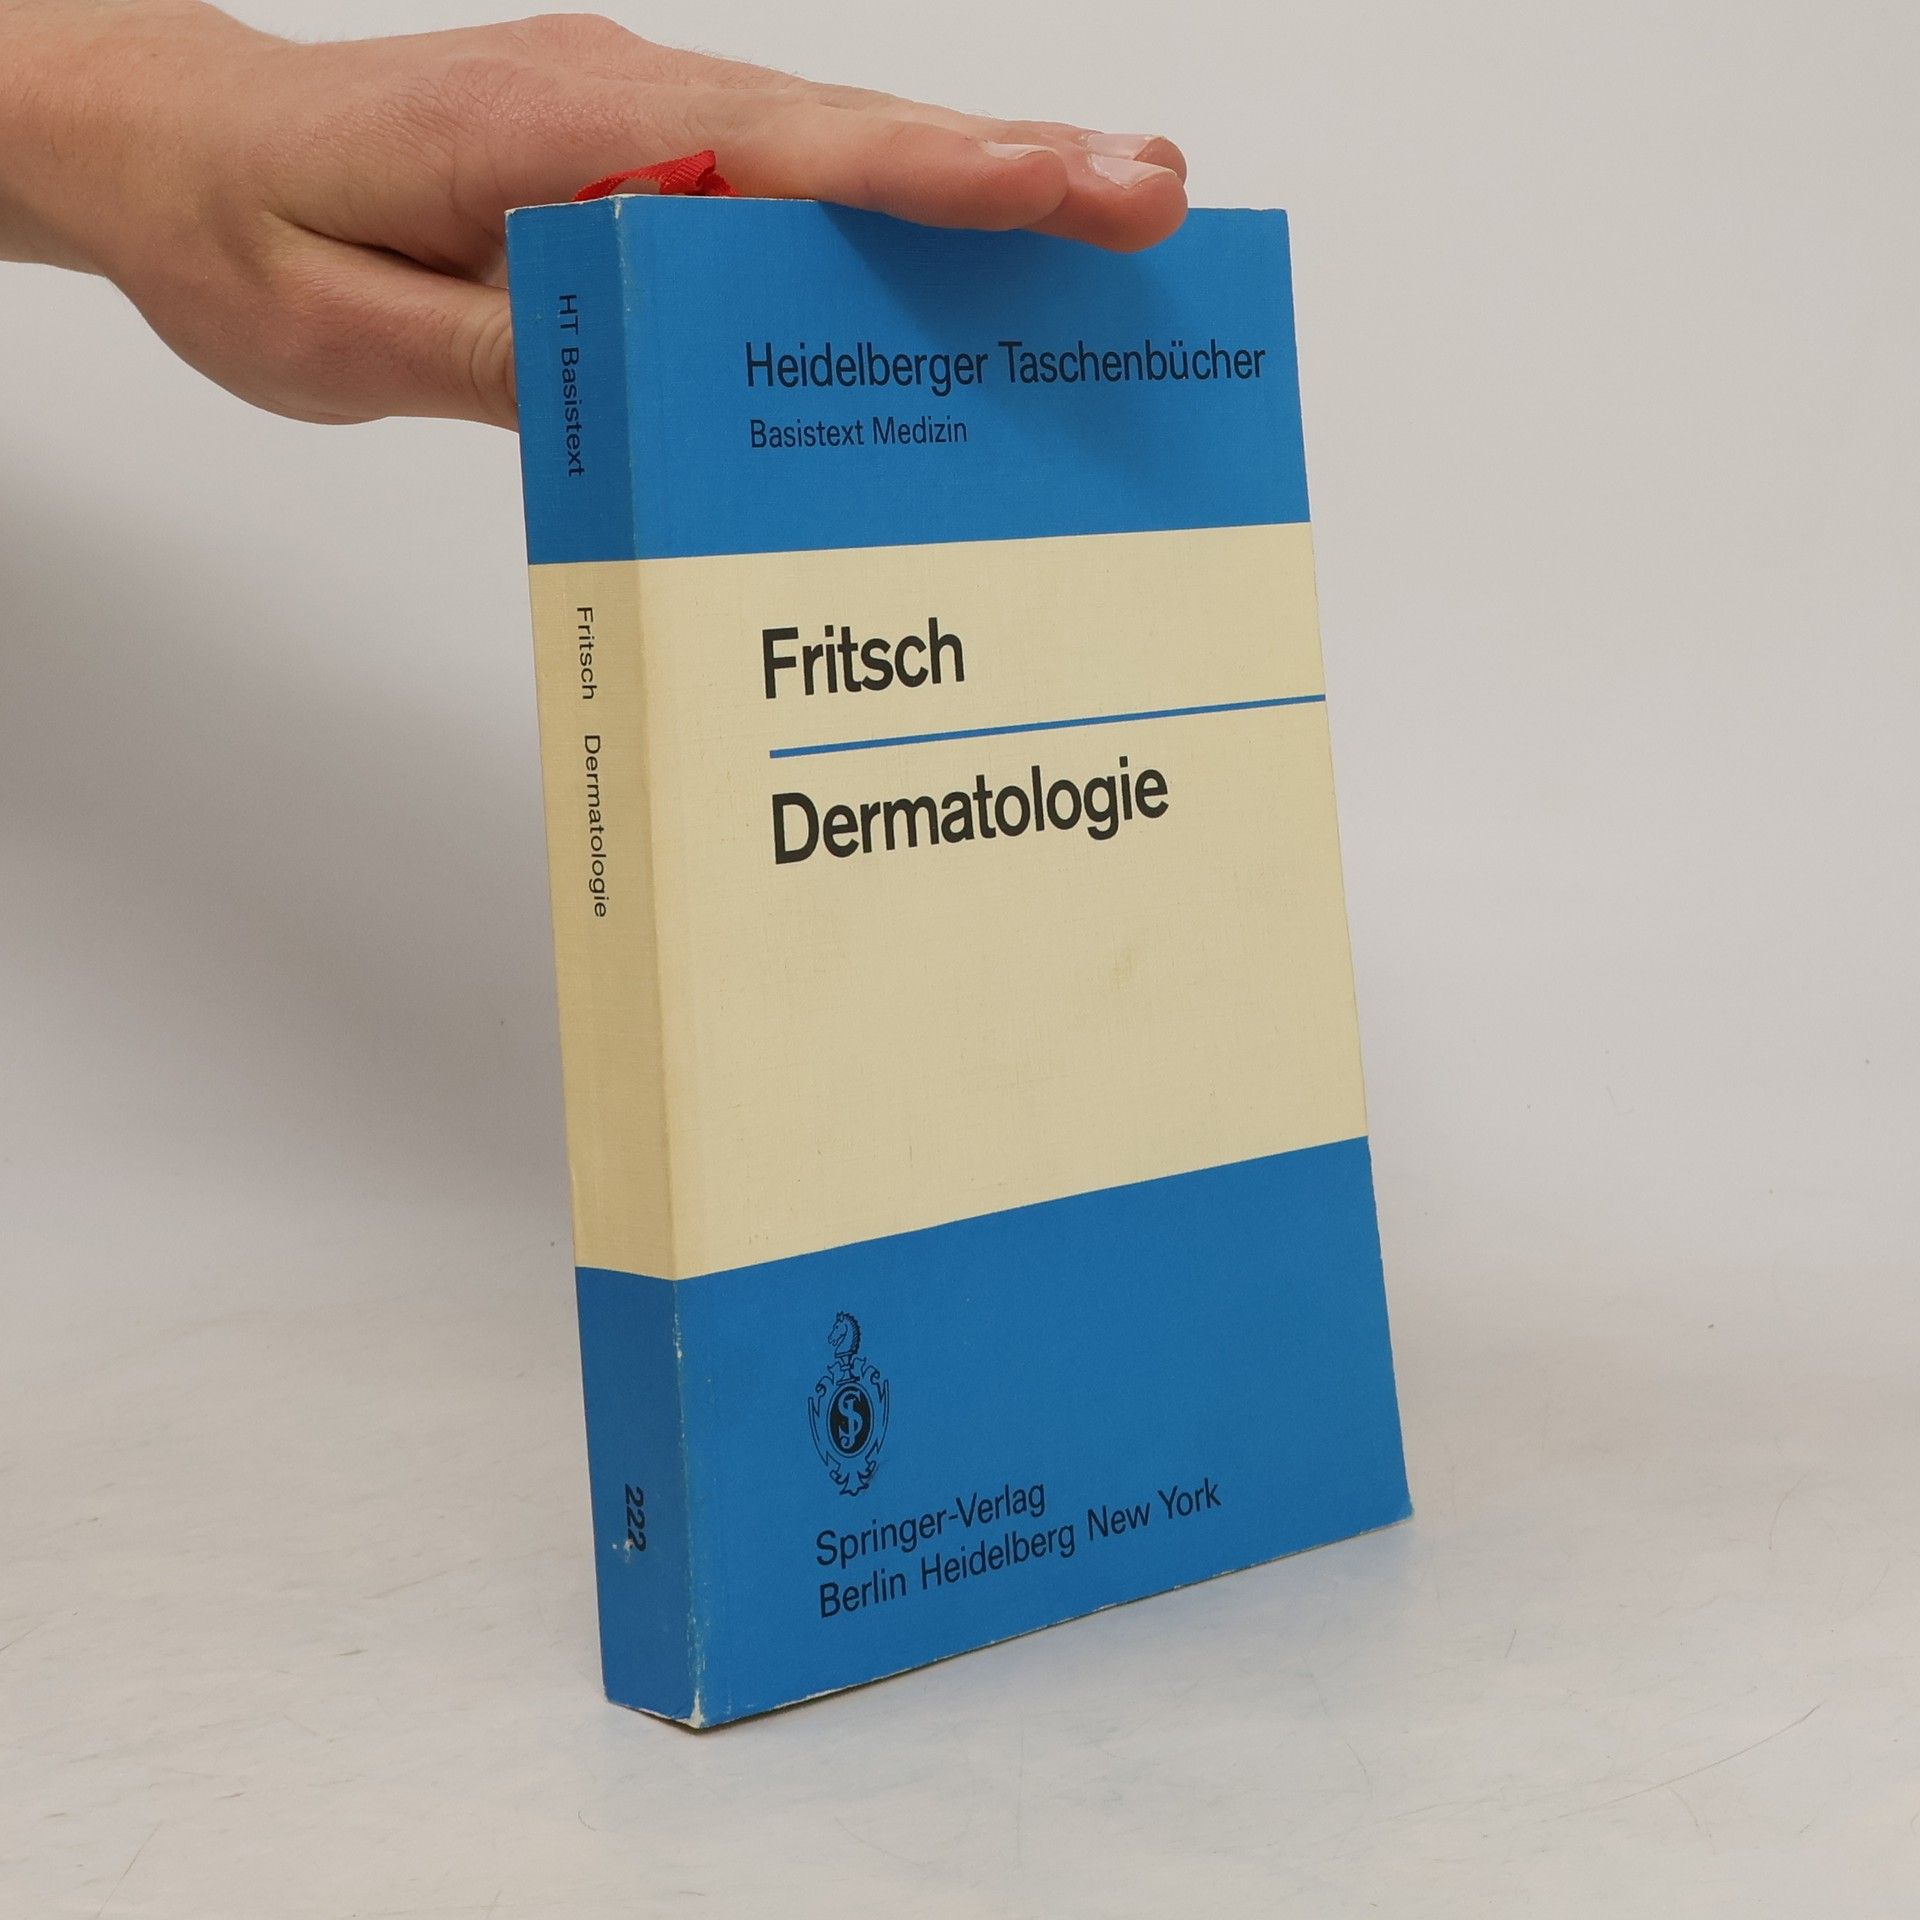 HT Basistext
Fritsch Dermatologie
222
Heidelberger Taschenbücher
Basistext Medizin
Fritsch
Dermatologie
Springer-Verlag
Berlin Heidelberg New York